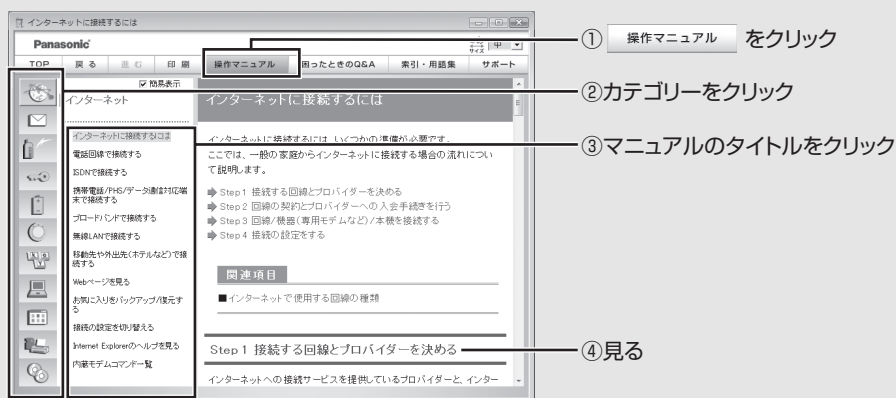 インターネットに接続するには
Panasonic
サイズ 中
TOP 戻る 進む 印刷 操作マニュアル 困ったときのQ&A 索引・用語集 サポート
簡易表示
インターネット
インターネットに接続するには
電話回線で接続する
ISDNで接続する
携帯電話/PHS/データ通信対応端
末で接続する
ブロードバンドで接続する
無線LANで接続する
移動先や外出先(ホテルなど)で接
続する
Webページを見る
お気に入りをバックアップ/復元す
る
接続の設定を切り替える
Internet Explorerのヘルプを見る
内蔵モデムコマンド一覧
インターネットに接続するには
インターネットに接続するには、いくつかの準備が必要です。
ここでは、一般の家庭からインターネットに接続する場合の流れについ
て説明します。
Step 1 接続する回線とプロバイダーを決める
Step 2 回線の契約とプロバイダーへの入会手続きを行う
Step 3 回線/機器(専用モデムなど)/本機を接続する
Step 4 接続の設定をする
関連項目
■インターネットで使用する回線の種類
Step 1 接続する回線とプロバイダーを決める
インターネットへの接続サービスを提供しているプロバイダーと、インター
① 操作マニュアル をクリック
②カテゴリーをクリック
③マニュアルのタイトルをクリック
④見る